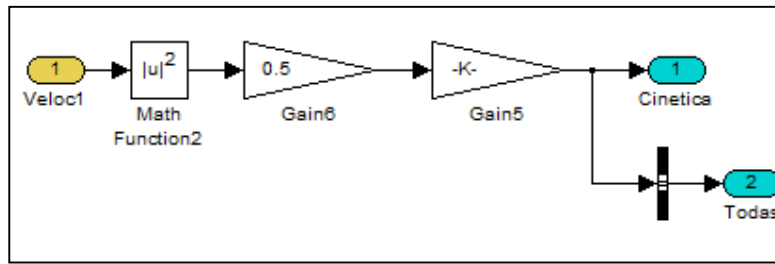 1
Veloc1
|u|²
Math
Function2
0.5
Gain6
-K-
Gain5
1
Cinetica
2
Todas